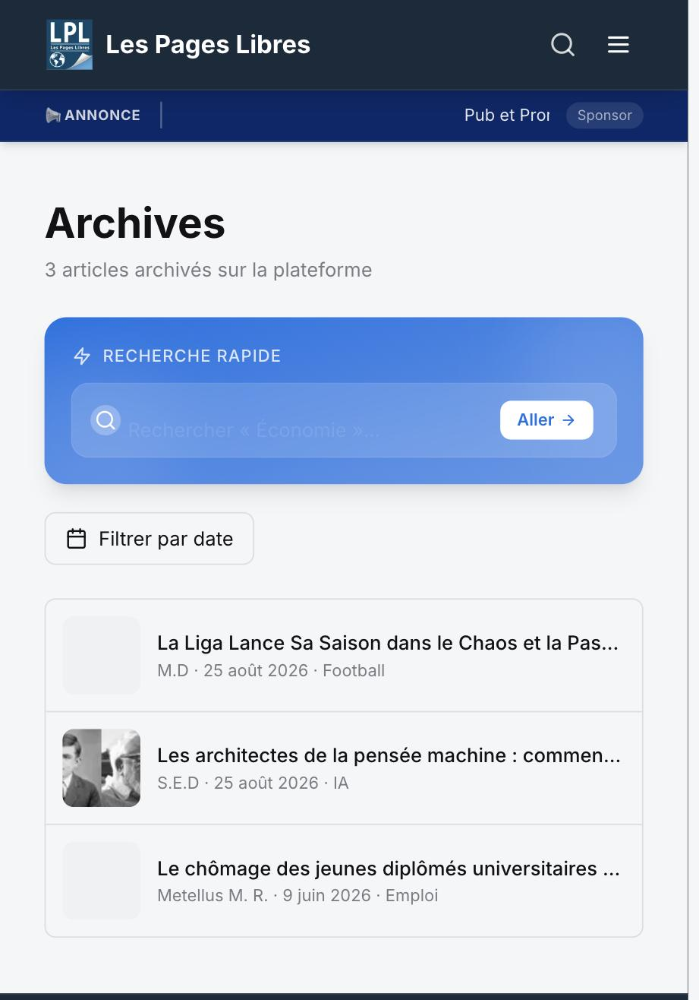 LPL
Les Pages Libres
Les Pages Libres
ANNONCE
Pub et Pror
Sponsor
Archives
3 articles archivés sur la plateforme
RECHERCHE RAPIDE
Rechercher « Économie »...
Aller →
Filtrer par date
La Liga Lance Sa Saison dans le Chaos et la Pas...
M.D · 25 août 2026 · Football
Les architectes de la pensée machine : commen...
S.E.D · 25 août 2026 · IA
Le chômage des jeunes diplômés universitaires ...
Metellus M. R. · 9 juin 2026 · Emploi